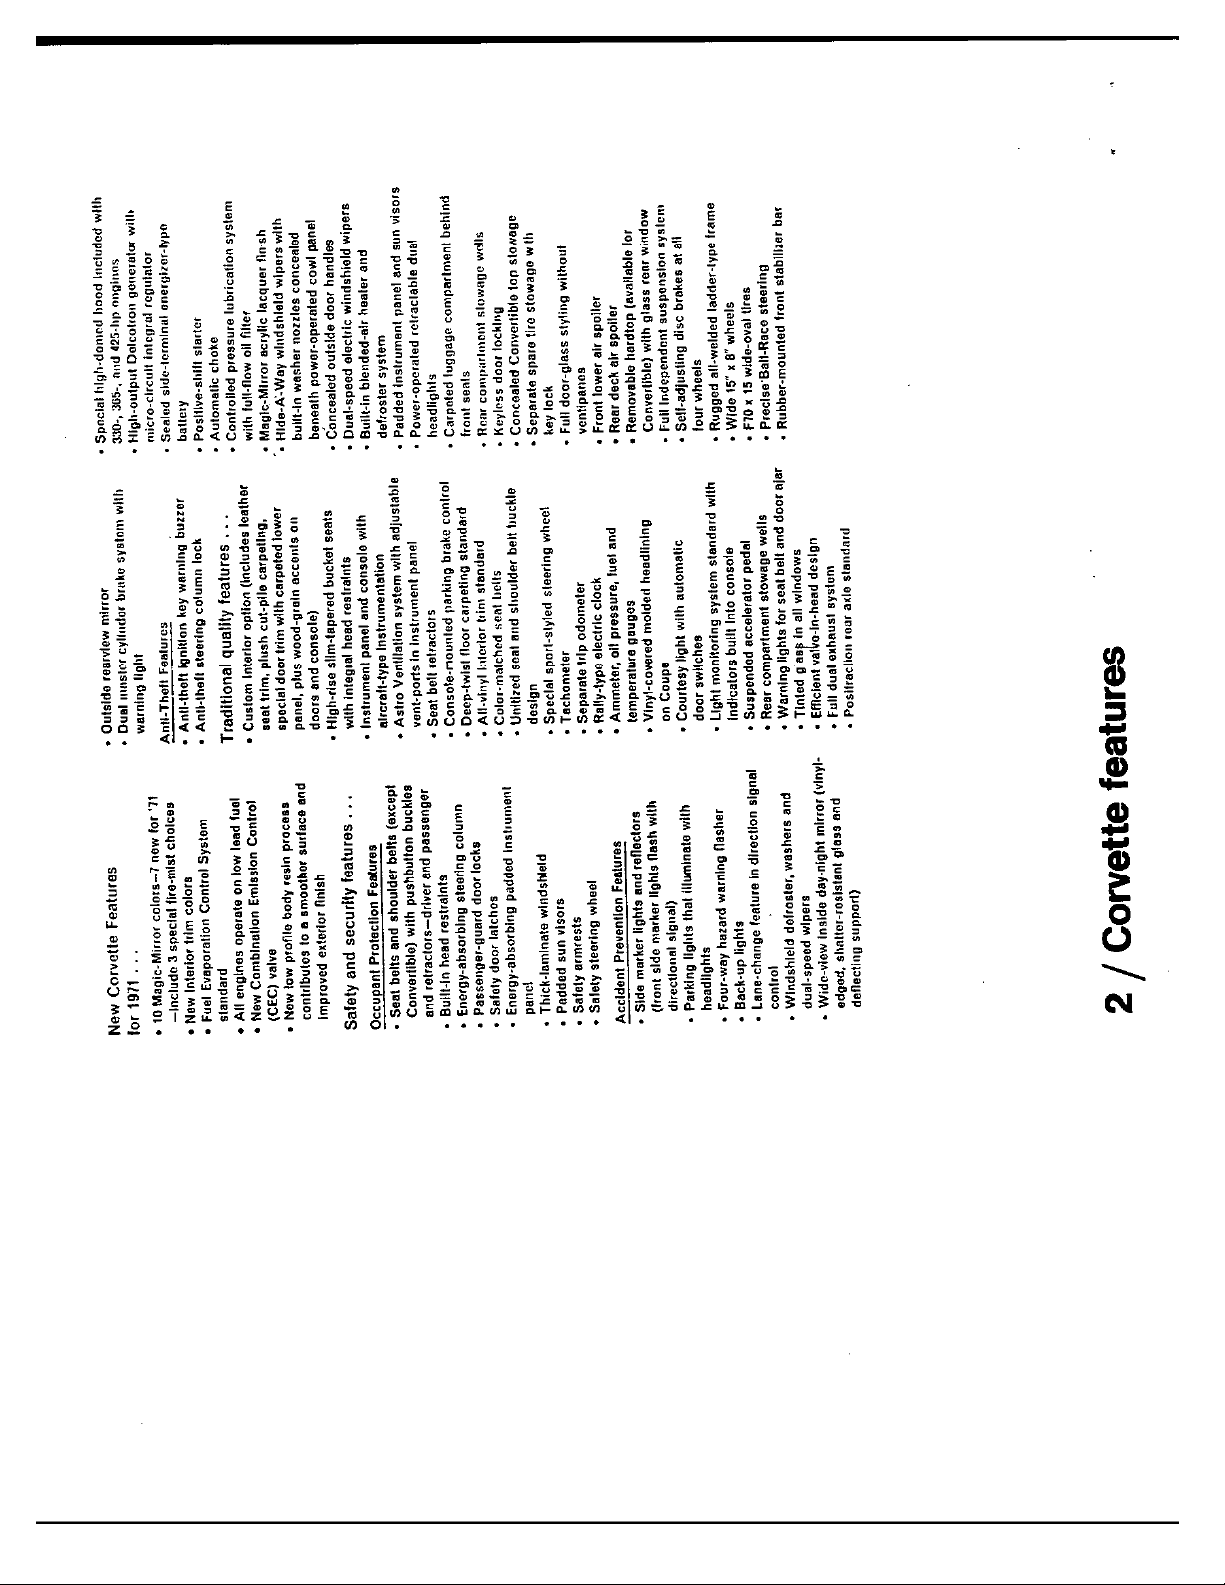 New Corvette Features
for 1971 . . .
• 10 Magic-Mirror colors—7 new for '71
—Include 3 special fire-mist choices
• New Interior trim colors
• Fuel Evaporation Control System
standard
• All engines operate on low lead fuel
• New Combination Emission Control
(CEC) valve
• New low profile body resin process
contributes to a smoother surface and
Improved exterior finish
Safety and security features . . .
Occupant Protection Features
• Seat belts and shoulder belts (except
Convertible) with pushbutton buckles
and retractors—driver and passenger
• Built-in head restraints
• Energy-absorbing steering column
• Passenger-guard door locks
• Safety door latches
• Energy-absorbing padded Instrument
panel
• Thick-laminate windshield
• Padded sun visors
• Safety armrests
• Safety steering wheel
Accident Prevention Features
• Side marker lights and reflectors
(front side marker lights flash with
directional signal)
• Parking lights that illuminate with
headlights
• Four-way hazard warning flasher
• Back-up lights
• Lane-change feature in direction signal
control
• Windshield defroster, washers and
dual-speed wipers
• Wide-view inside day-night mirror (vinyl-
edged, shatter-resistant glass and
deflecting support)
• Outside rearview mirror
• Dual master cylindor brake system with
warning light
Anti-Theft Features
• Anti-theft ignition key warning buzzer
• Anti-theft steering column lock
Traditional quality features . . .
• Custom Interior option (includes leather
seat trim, plush cut-pile carpeting,
special door trim with carpeted lower
panel, plus wood-grain accents on
doors and console)
• High-rise slim-tapered bucket seats
with integral head restraints
• Instrument panel and console with
aircraft-type instrumentation
• Astro Ventilation system with adjustable
vent-ports in instrument panel
• Seat belt retractors
• Console-mounted parking brake control
• Deep-twist floor carpeting standard
• All-vinyl interior trim standard
• Color-matched seat belts
• Unitized seat and shoulder belt buckle
design
• Special sport-styled steering wheel
• Tachometer
• Separate trip odometer
• Rally-type electric clock
• Ammeter, oil pressure, fuel and
temperature gauges
• Vinyl-covered molded headlining
on Coupe
• Courtesy light with automatic
door switches
• Light monitoring system standard with
Indicators built Into console
• Suspended accelerator pedal
• Rear compartment stowage wells
• Warning lights for seat belt and door ajar
• Tinted glass in all windows
• Efficient valve-in-head design
• Full dual exhaust system
• Positraction rear axle standard
• Special high-domed hood included with
330-, 365-, and 425-hp engines
• High-output Delcotron generator with
micro-circuit integral regulator
• Sealed side-terminal energizer-type
battery
• Positive-shift starter
• Automatic choke
• Controlled pressure lubrication system
with full-flow oil filter
• Magic-Mirror acrylic lacquer finish
• Hide-A-Way windshield wipers with
built-in washer nozzles concealed
beneath power-operated cowl panel
• Concealed outside door handles
• Dual-speed electric windshield wipers
• Built-in blended-air heater and
defroster system
• Padded instrument panel and sun visors
• Power-operated retractable dual
headlights
• Carpeted luggage compartment behind
front seats
• Rear compartment stowage wells
• Keyless door locking
• Concealed Convertible top stowage
• Separate spare tire stowage with
key lock
• Full door-glass styling without
ventipanes
• Front lower air spoiler
• Rear deck air spoiler
• Removable hardtop (available for
Convertible) with glass rear window
• Full Independent suspension system
• Self-adjusting disc brakes at all
four wheels
• Rugged all-welded ladder-type frame
• Wide 15" x 8" wheels
• F70 x 15 wide-oval tires
• Precise Ball-Race steering
• Rubber-mounted front stabilizer bar
2 / Corvette features